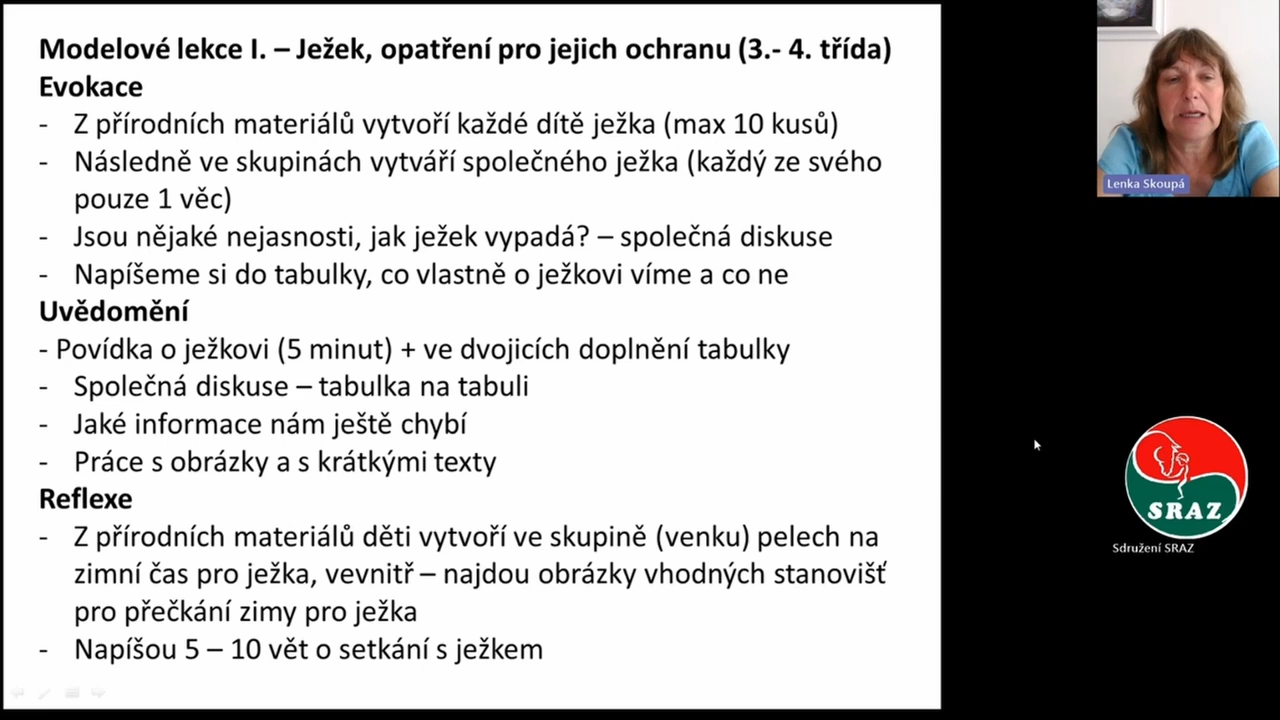 Modelové lekce I. – Ježek, opatření pro jejich ochranu (3.- 4. třída)
Evokace
- Z přírodních materiálů vytvoří každé dítě ježka (max 10 kusů)
- Následně ve skupinách vytváří společného ježka (každý ze svého
pouze 1 věc)
- Jsou nějaké nejasnosti, jak ježek vypadá? – společná diskuse
- Napíšeme si do tabulky, co vlastně o ježkovi víme a co ne
Uvědomění
- Povídka o ježkovi (5 minut) + ve dvojicích doplnění tabulky
- Společná diskuse – tabulka na tabuli
- Jaké informace nám ještě chybí
- Práce s obrázky a s krátkými texty
Reflexe
- Z přírodních materiálů děti vytvoří ve skupině (venku) pelech na
zimní čas pro ježka, vevnitř – najdou obrázky vhodných stanovišť
pro přečkání zimy pro ježka
- Napíšou 5 – 10 vět o setkání s ježkem
Lenka Skoupá
SRAZ
Sdružení SRAZ